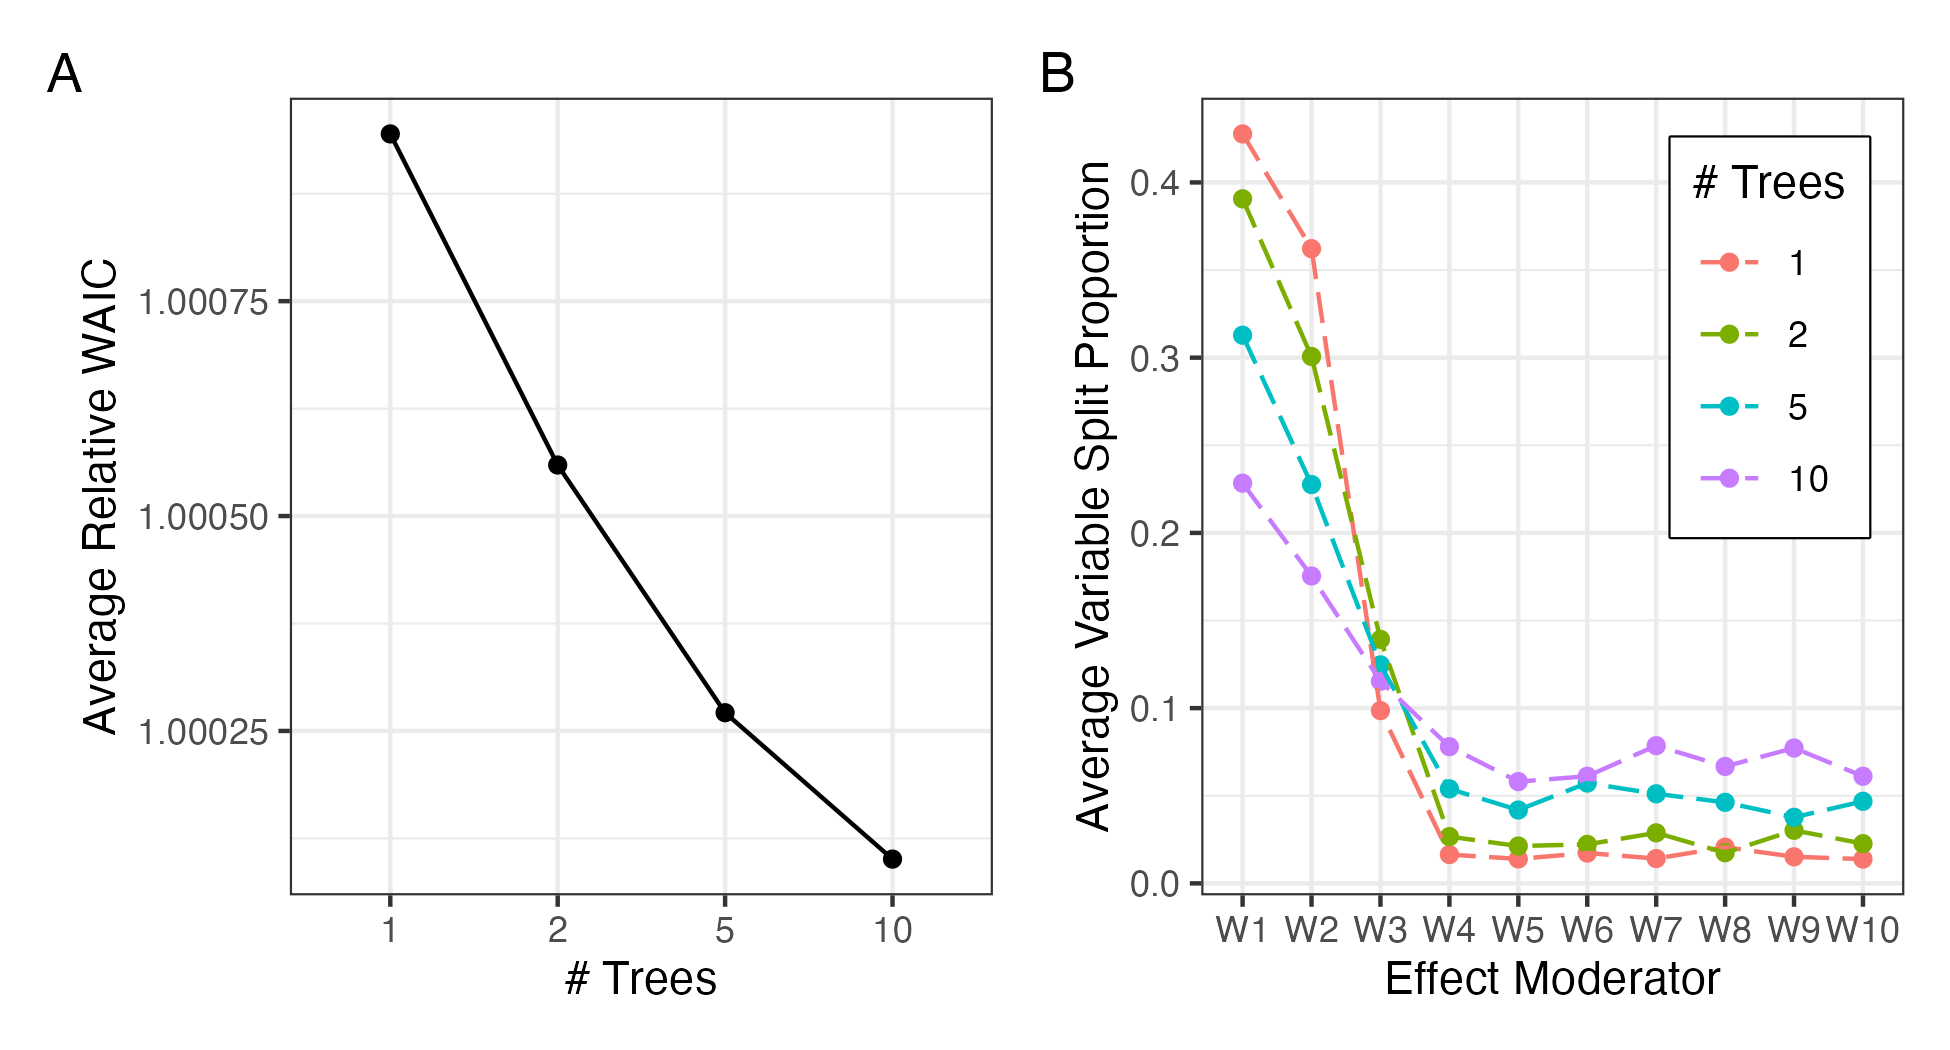 A
Average Relative WAIC
1.00075
1.00050
1.00025
1 2 5 10
# Trees
B
Average Variable Split Proportion
0.4
0.3
0.2
0.1
0.0
W1 W2 W3 W4 W5 W6 W7 W8 W9 W10
Effect Moderator
# Trees
1
2
5
10